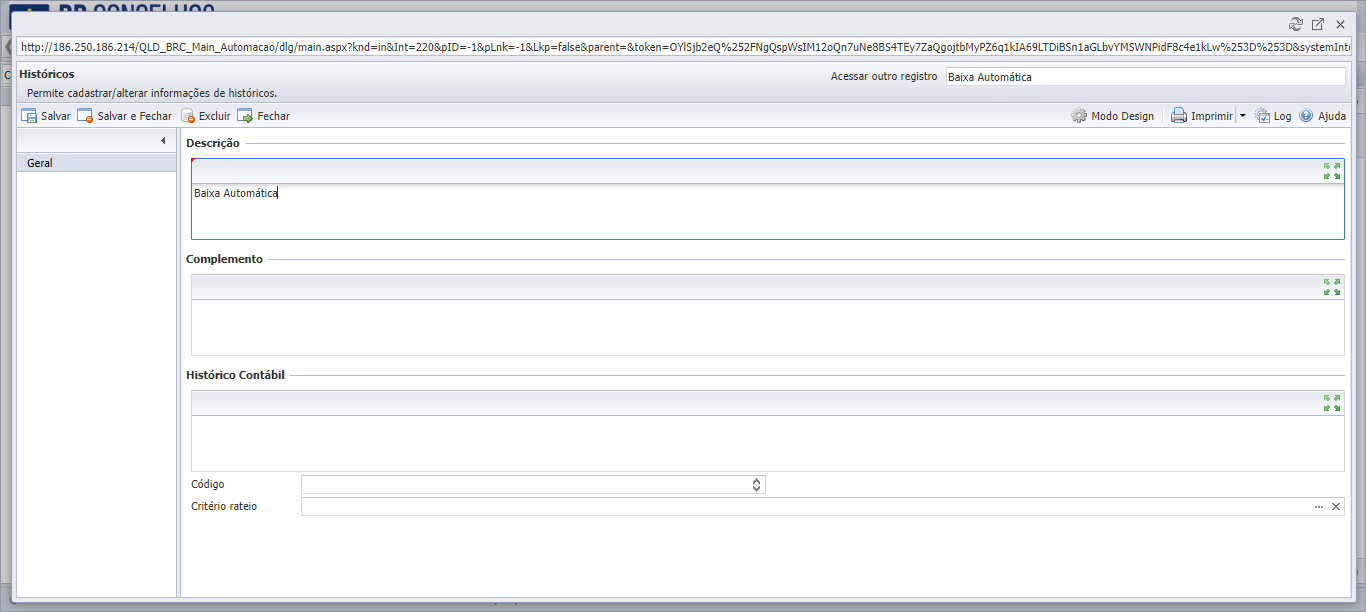 BR CONSELHOS
http://186.250.186.214/QLD_BRC_Main_Automacao/dlg/main.aspx?knd=in&Int=220&pID=-1&pLnk=-1&Lkp=false&parent=&token=OYlSjb2eQ%252FNgQspWsIM12oQn7uNe8BS4TEy7ZaQgojtbMyPZ6q1kIA69LTDiBSn1aGLbvYMSWNPidF8c4e1kLw%253D%253D&systemInte
Históricos
Acessar outro registro Baixa Automática
Permite cadastrar/alterar informações de históricos.
Salvar Salvar e Fechar Excluir Fechar Modo Design Imprimir Log Ajuda
Geral
Descrição
Baixa Automática
Complemento
Histórico Contábil
Código
Critério rateio